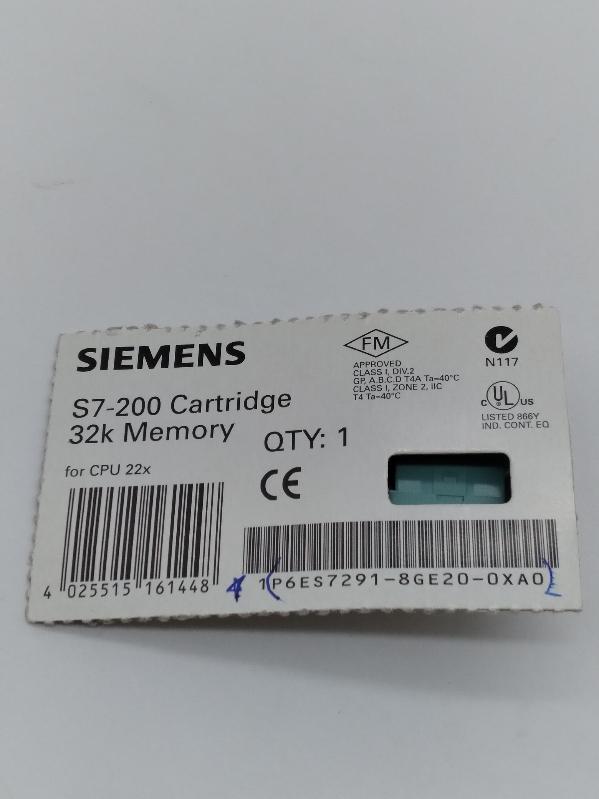 SIEMENS
S7-200 Cartridge
32k Memory
QTY: 1
for CPU 22x
FM
APPROVED
CLASS I, DIV.2
GP. A.B.C.D T4A Ta=40°C
CLASS I, ZONE 2, IIC
T4 Ta=40°C
N117
C UL US
LISTED 866Y
IND. CONT. EQ
CE
4 025515 161448
1P6ES7291-8GE20-0XA0